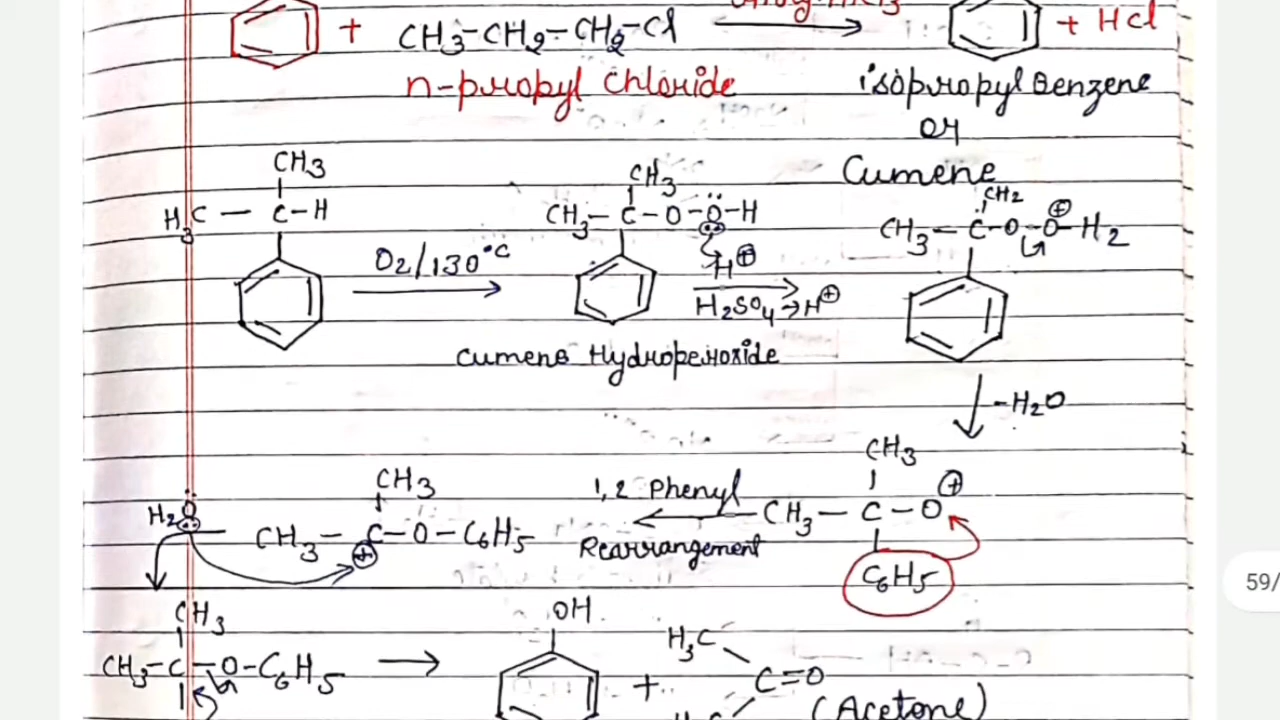 + CH3-CH2-CH2-Cl + HCl
n-propyl Chloride isopropyl Benzene
or
Cumene
CH3 CH3 CH2
H3C — C-H CH3-C-O-O-H CH3-C-O-O⊕H2
O2/130°C H⊕
H2SO4→H⊕
Cumene Hydroperoxide
-H2O
CH3 CH3
H2O CH3-C⊕-O-C6H5 1,2 Phenyl Rearrangement CH3-C-O⊕
C6H5
CH3 OH H3C
CH3-C-O-C6H5 + C=O
(Acetone)
59/